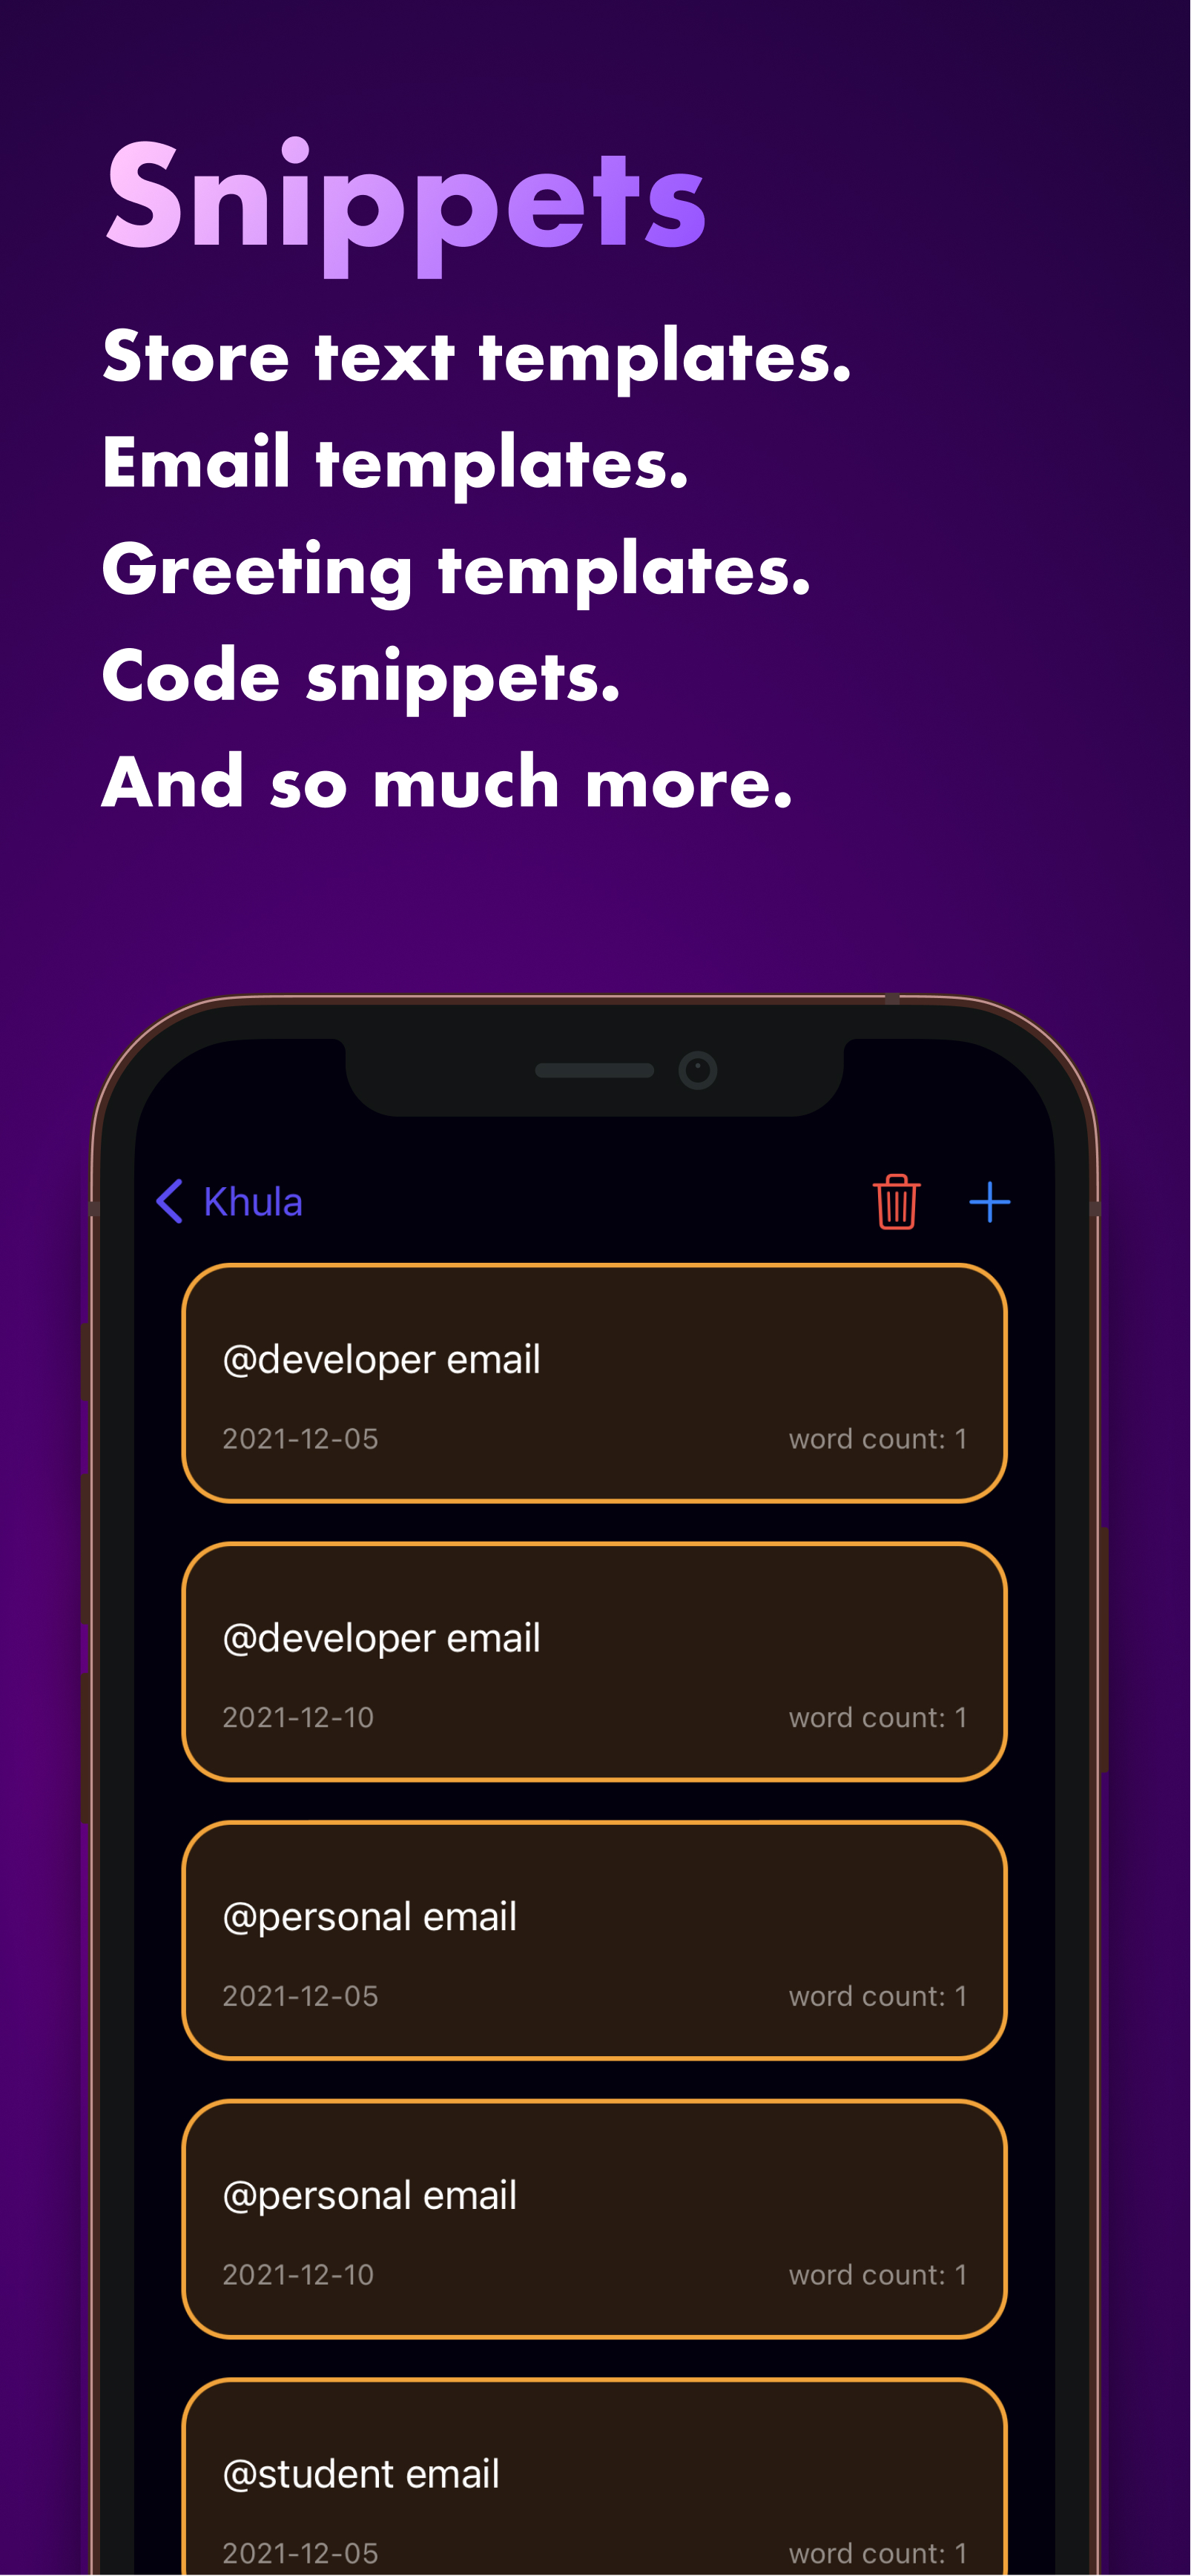 Snippets
Store text templates.
Email templates.
Greeting templates.
Code snippets.
And so much more.
Khula
@developer email
2021-12-05 word count: 1
@developer email
2021-12-10 word count: 1
@personal email
2021-12-05 word count: 1
@personal email
2021-12-10 word count: 1
@student email
2021-12-05 word count: 1